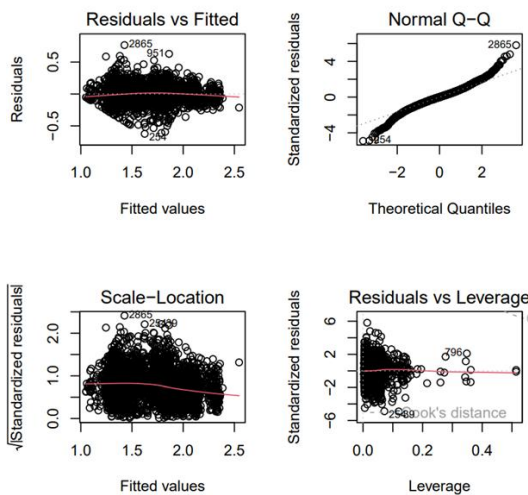 Residuals vs Fitted
Residuals
0.5
−0.5
2865
951
254
1.0
1.5
2.0
2.5
Fitted values
Normal Q−Q
Standardized residuals
4
0
−4
2865
254
−2
0
2
Theoretical Quantiles
Scale−Location
√|Standardized residuals|
2.0
1.0
0.0
2865
1.0
1.5
2.0
2.5
Fitted values
Residuals vs Leverage
Standardized residuals
6
2
−2
−6
796
Cook's distance
0.0
0.2
0.4
Leverage